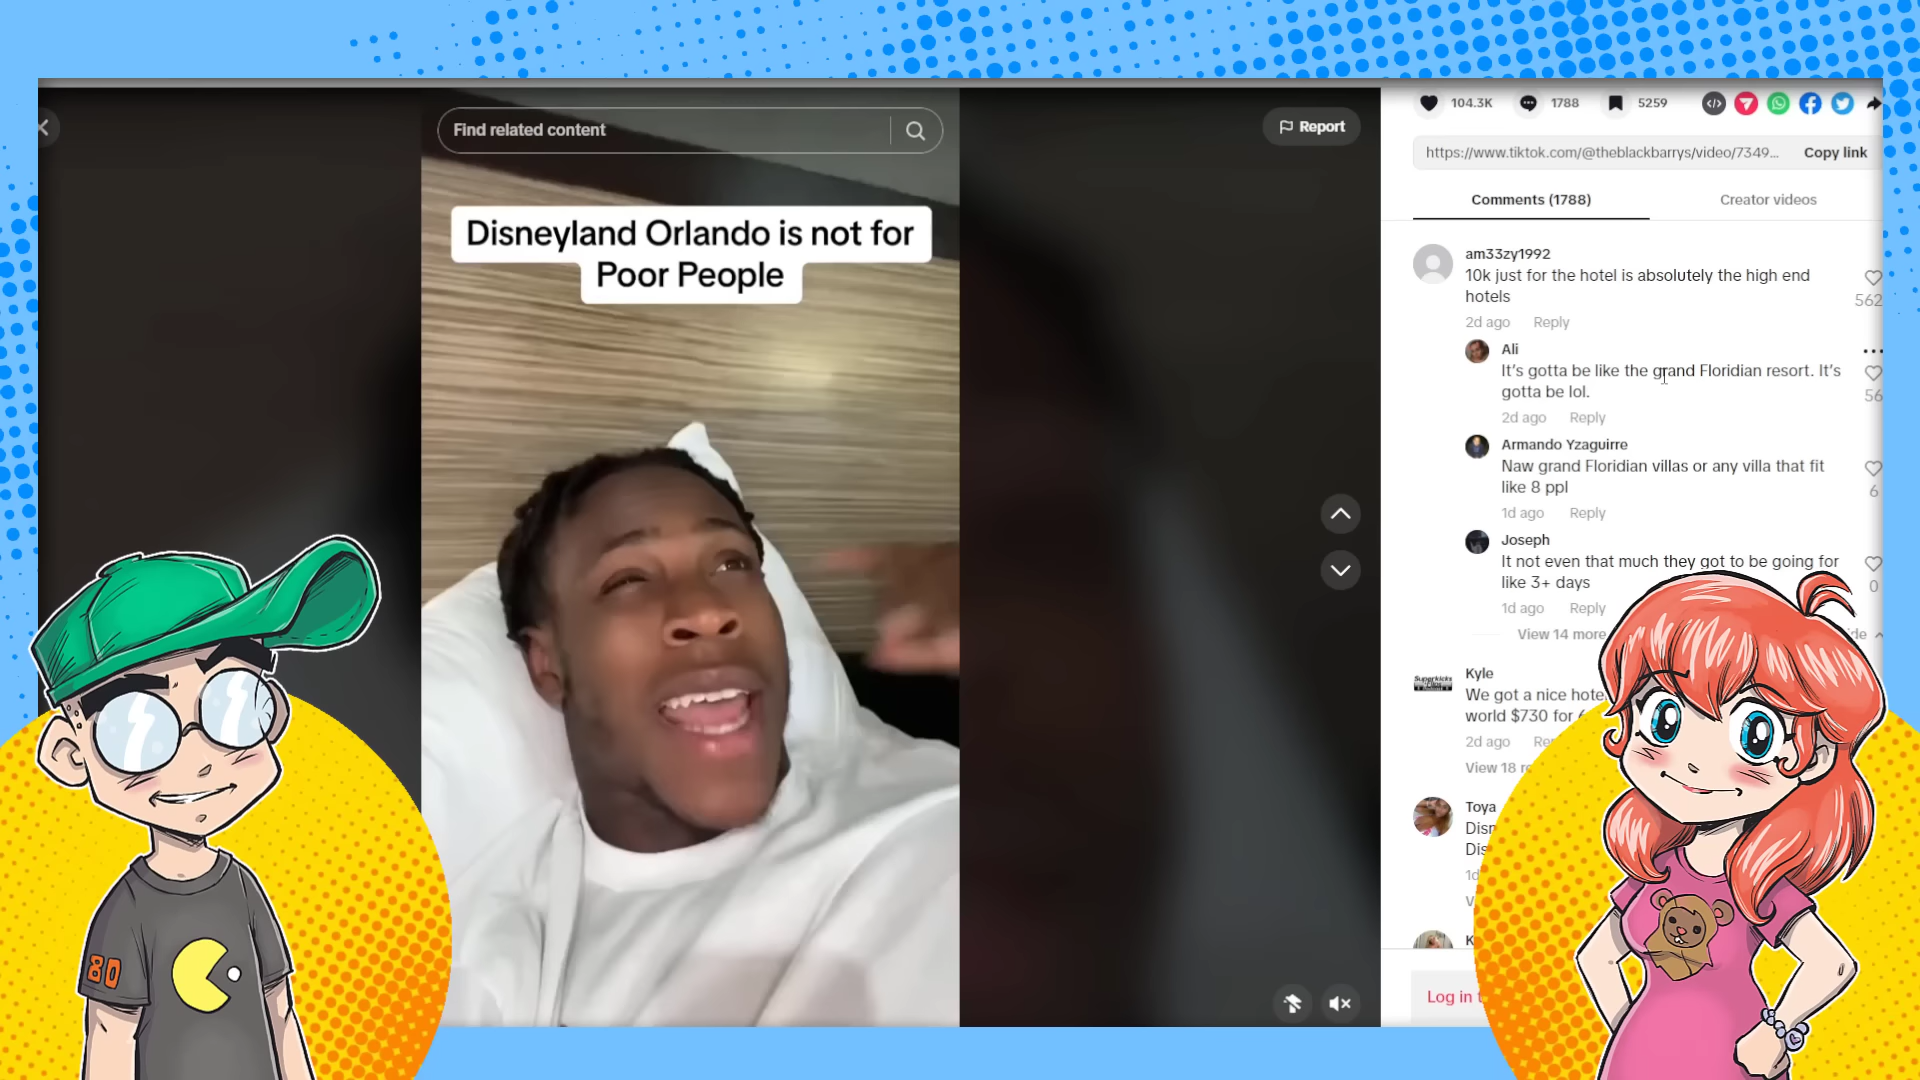 Find related content
Report
Disneyland Orlando is not for
Poor People
104.3K
1788
5259
https://www.tiktok.com/@theblackbarrys/video/7349...
Copy link
Comments (1788)
Creator videos
am33zy1992
10k just for the hotel is absolutely the high end
hotels
562
2d ago Reply
Ali
It's gotta be like the grand Floridian resort. It's
gotta be lol.
56
2d ago Reply
Armando Yzaguirre
Naw grand Floridian villas or any villa that fit
like 8 ppl
6
1d ago Reply
Joseph
It not even that much they got to be going for
like 3+ days
0
1d ago Reply
View 14 more
Kyle
We got a nice hote
world $730 for
2d ago
View 18
Toya
1d
Log in
80